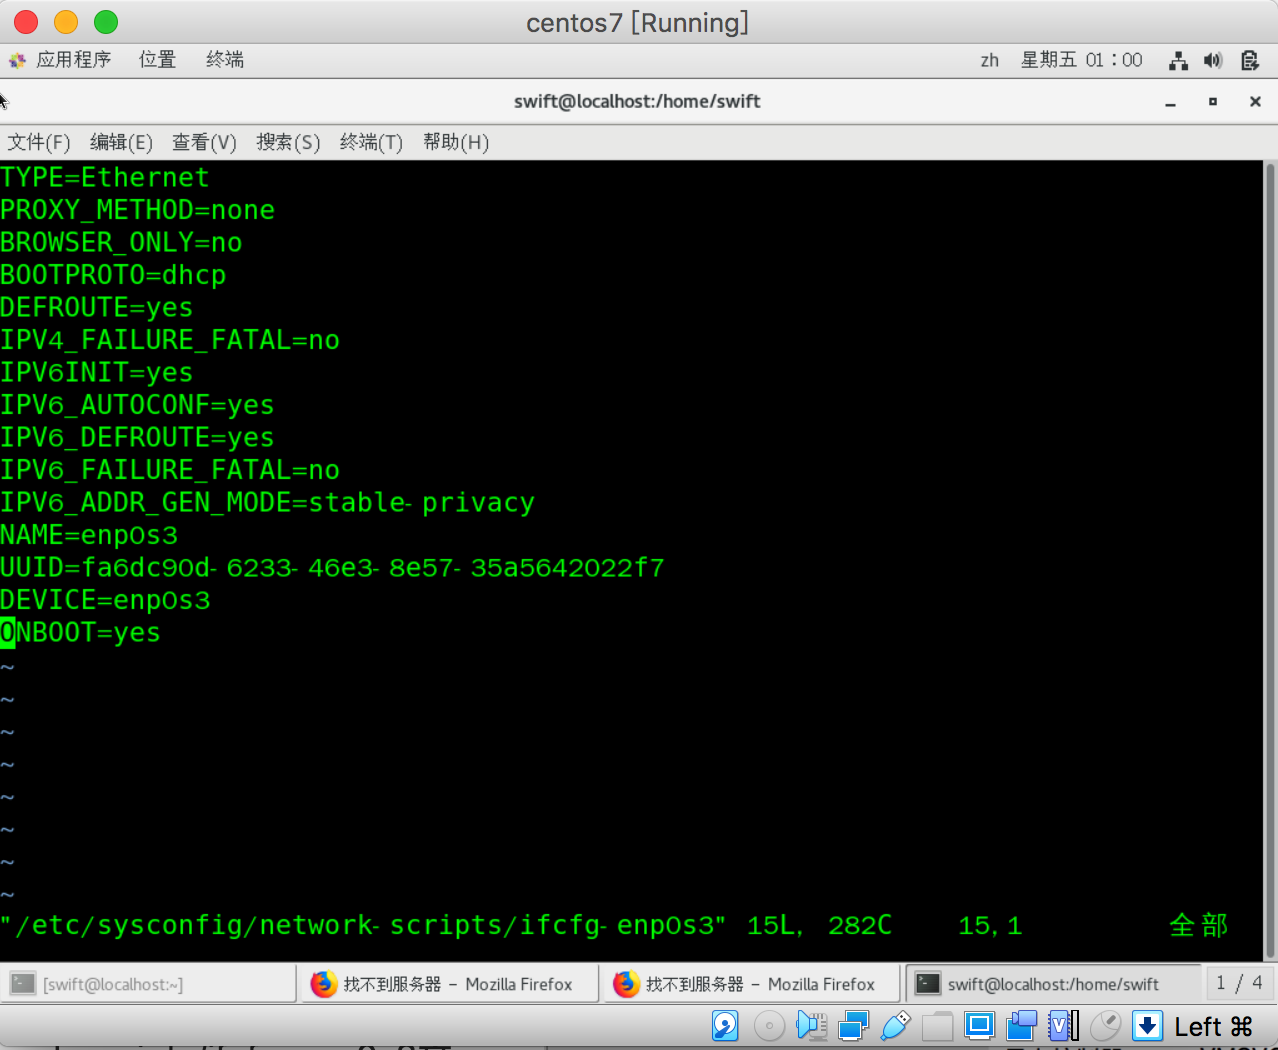 centos7 [Running]
应用程序 位置 终端 zh 星期五 01：00
swift@localhost:/home/swift
文件(F) 编辑(E) 查看(V) 搜索(S) 终端(T) 帮助(H)
TYPE=Ethernet
PROXY_METHOD=none
BROWSER_ONLY=no
BOOTPROTO=dhcp
DEFROUTE=yes
IPV4_FAILURE_FATAL=no
IPV6INIT=yes
IPV6_AUTOCONF=yes
IPV6_DEFROUTE=yes
IPV6_FAILURE_FATAL=no
IPV6_ADDR_GEN_MODE=stable-privacy
NAME=enp0s3
UUID=fa6dc90d-6233-46e3-8e57-35a5642022f7
DEVICE=enp0s3
ONBOOT=yes
~
~
~
~
~
~
~
~
"/etc/sysconfig/network-scripts/ifcfg-enp0s3" 15L, 282C 15,1 全部
[swift@localhost:~] 找不到服务器 – Mozilla Firefox 找不到服务器 – Mozilla Firefox swift@localhost:/home/swift 1 / 4
Left ⌘